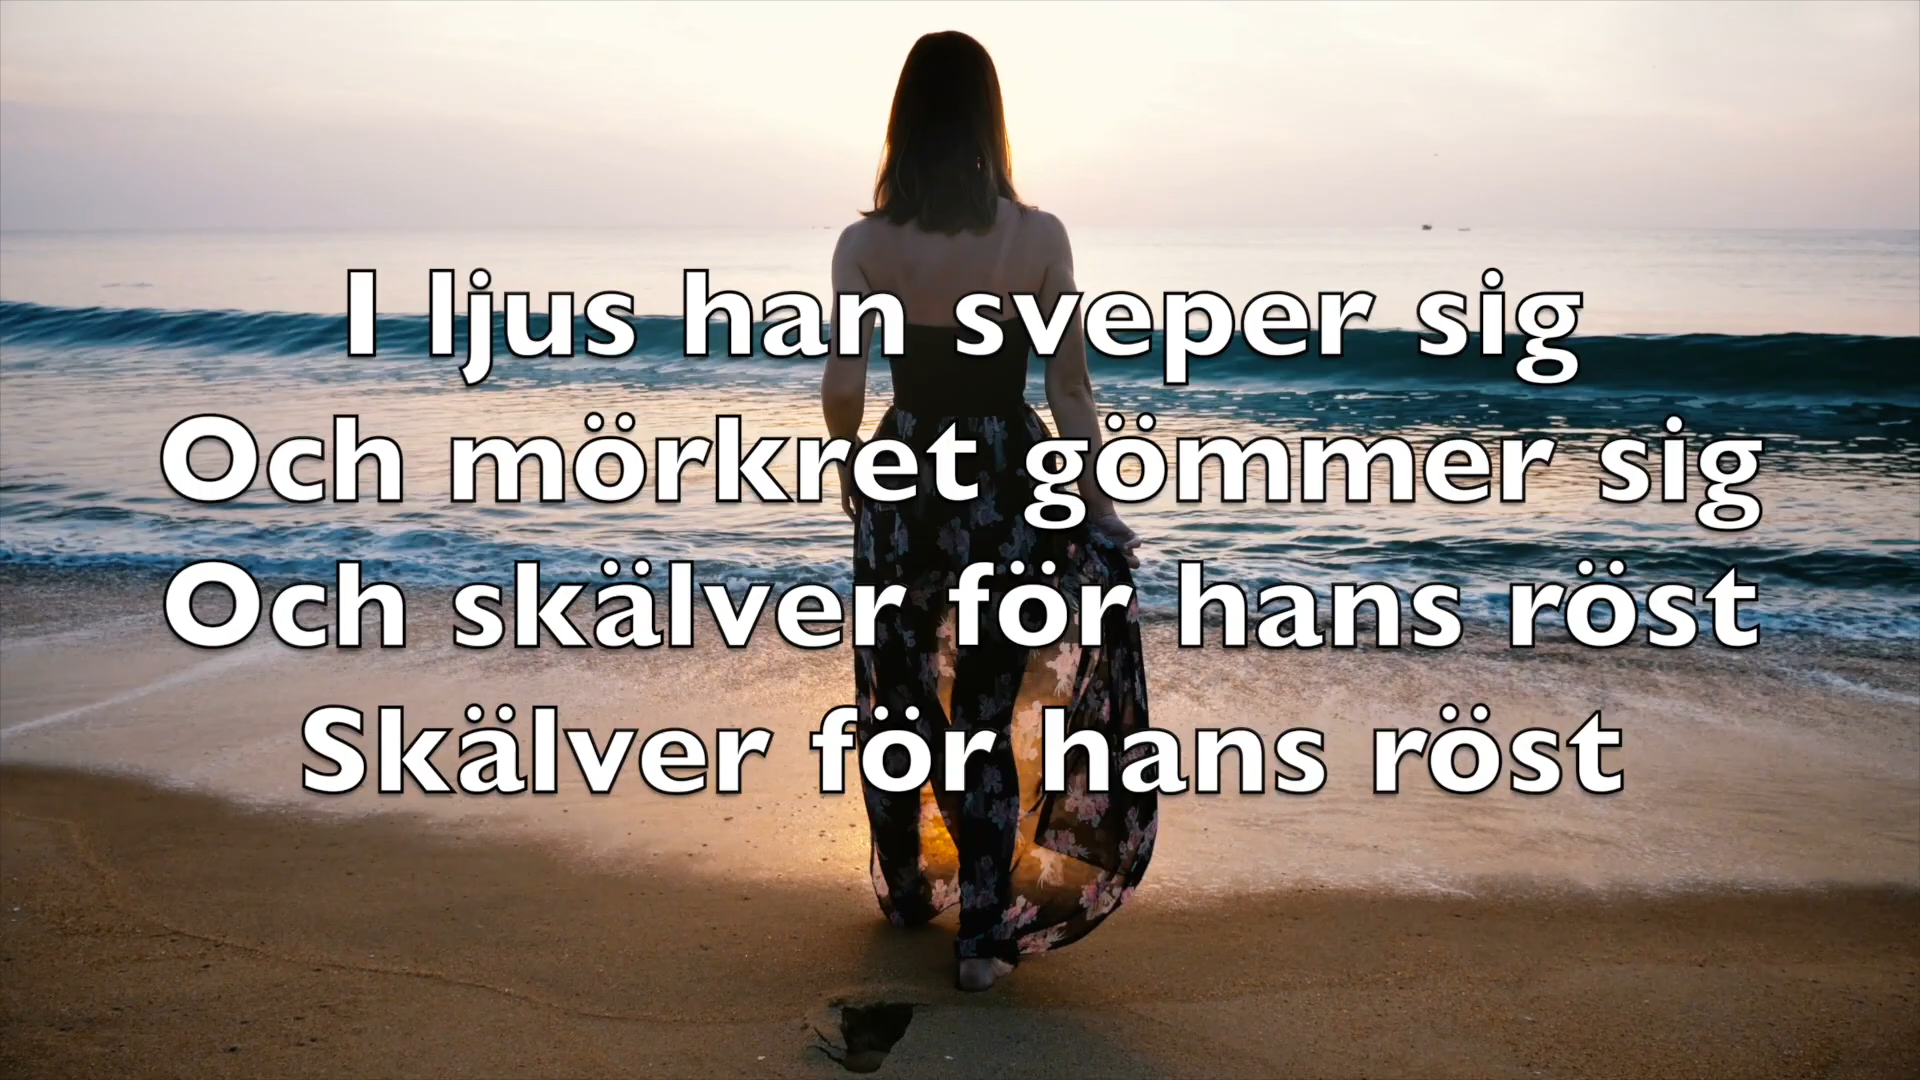 I ljus han sveper sig
Och mörkret gömmer sig
Och skälver för hans röst
Skälver för hans röst